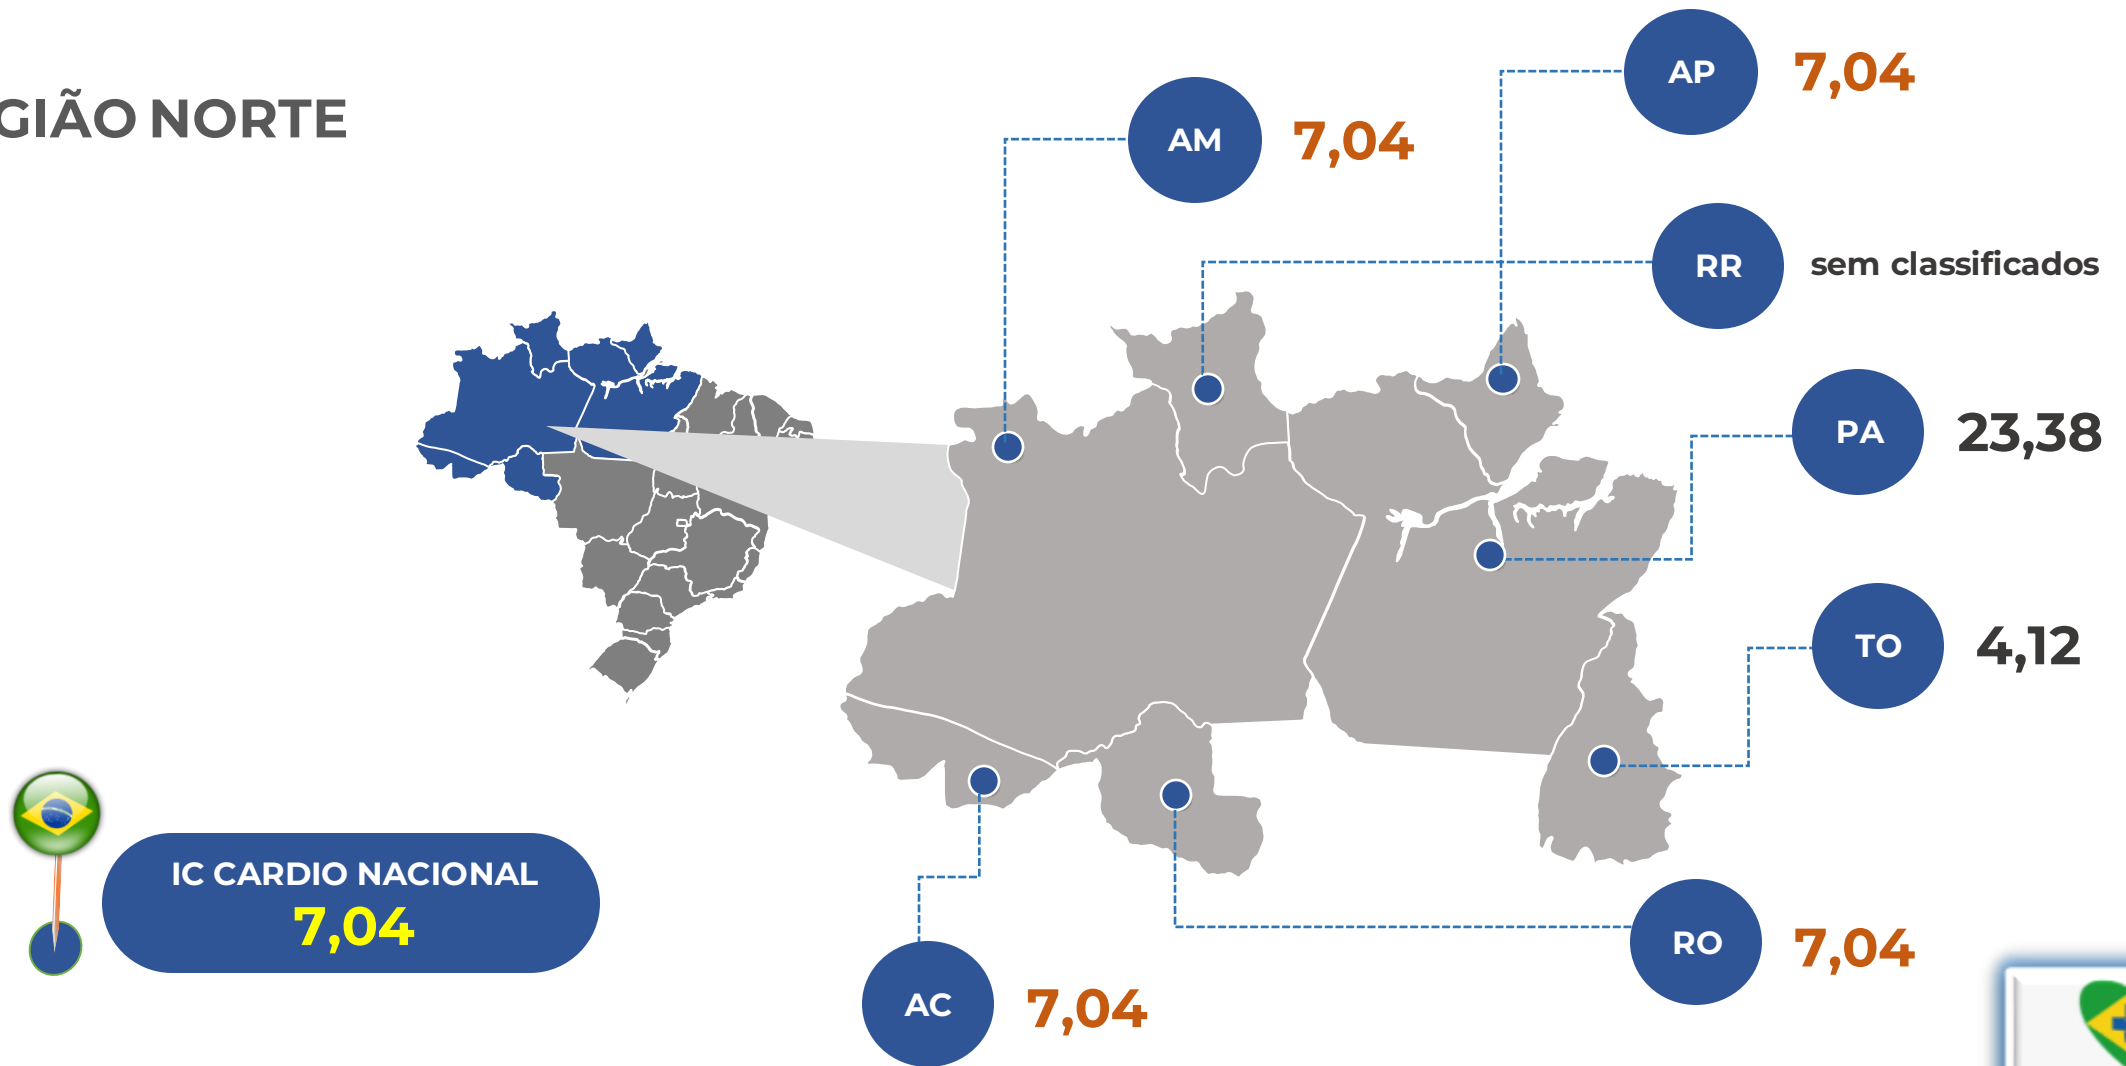 GIÃO NORTE
AP
7,04
AM
7,04
RR
sem classificados
PA
23,38
TO
4,12
IC CARDIO NACIONAL
7,04
RO
7,04
AC
7,04